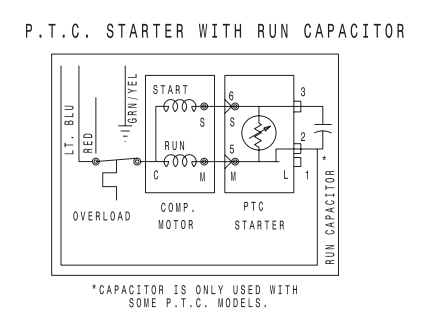 P.T.C. STARTER WITH RUN CAPACITOR
LT. BLU
RED
GRN/YEL
START
S
RUN
C
M
6
S
5
M
3
2
L
1
*
RUN CAPACITOR
OVERLOAD
COMP.
MOTOR
PTC
STARTER
*CAPACITOR IS ONLY USED WITH
SOME P.T.C. MODELS.